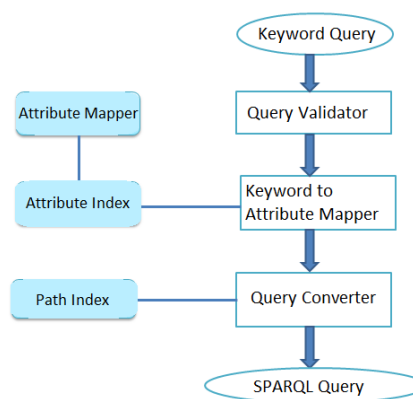 Keyword Query
Attribute Mapper
Query Validator
Attribute Index
Keyword to
Attribute Mapper
Path Index
Query Converter
SPARQL Query